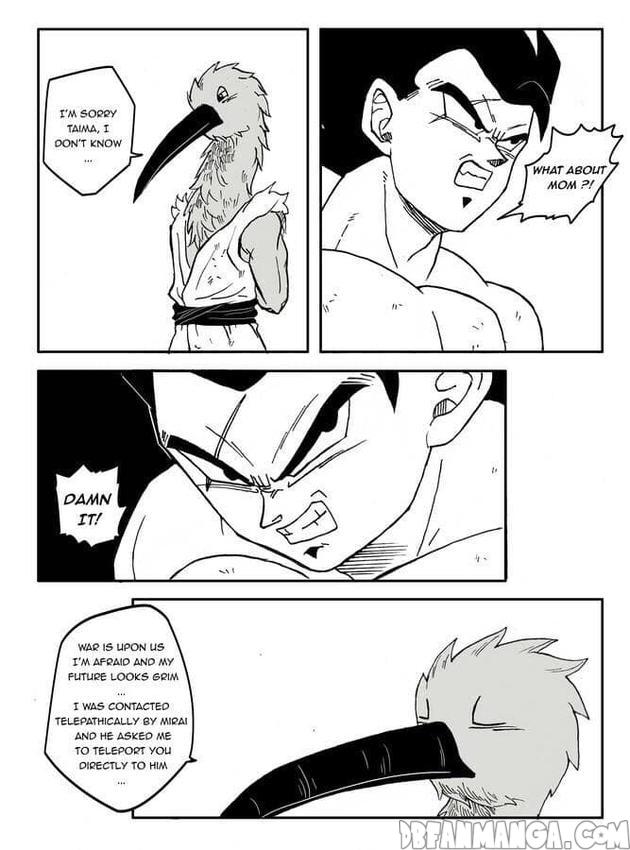 I'M SORRY
TAIMA, I
DON'T KNOW
...
WHAT ABOUT
MOM ?!
DAMN
IT!
WAR IS UPON US
I'M AFRAID AND MY
FUTURE LOOKS GRIM
...
I WAS CONTACTED
TELEPATHICALLY BY MIRAI
AND HE ASKED ME
TO TELEPORT YOU
DIRECTLY TO HIM
...
DBFANMANGA.COM